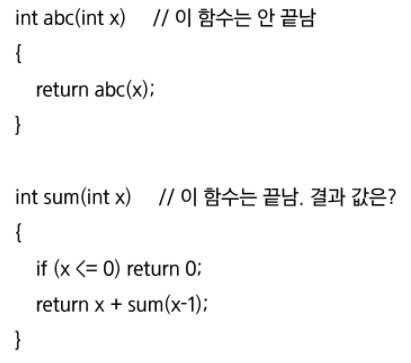 int abc(int x) // 이 함수는 안 끝남
{
return abc(x);
}
int sum(int x) // 이 함수는 끝남. 결과 값은?
{
if (x <= 0) return 0;
return x + sum(x-1);
}